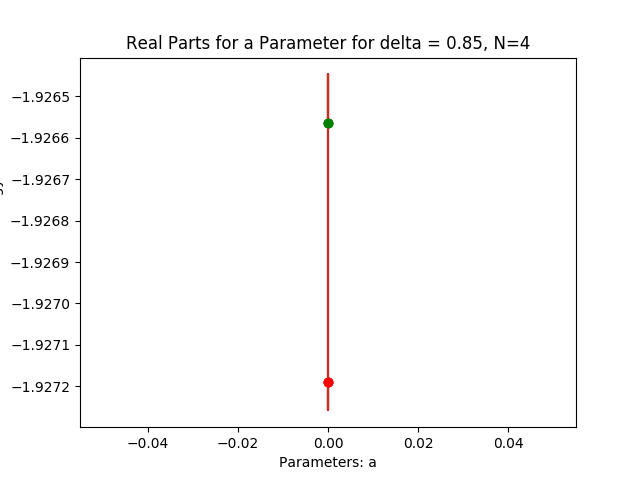 Real Parts for a Parameter for delta = 0.85, N=4
−1.9265
−1.9266
−1.9267
−1.9268
−1.9269
−1.9270
−1.9271
−1.9272
−0.04 −0.02 0.00 0.02 0.04
Parameters: a